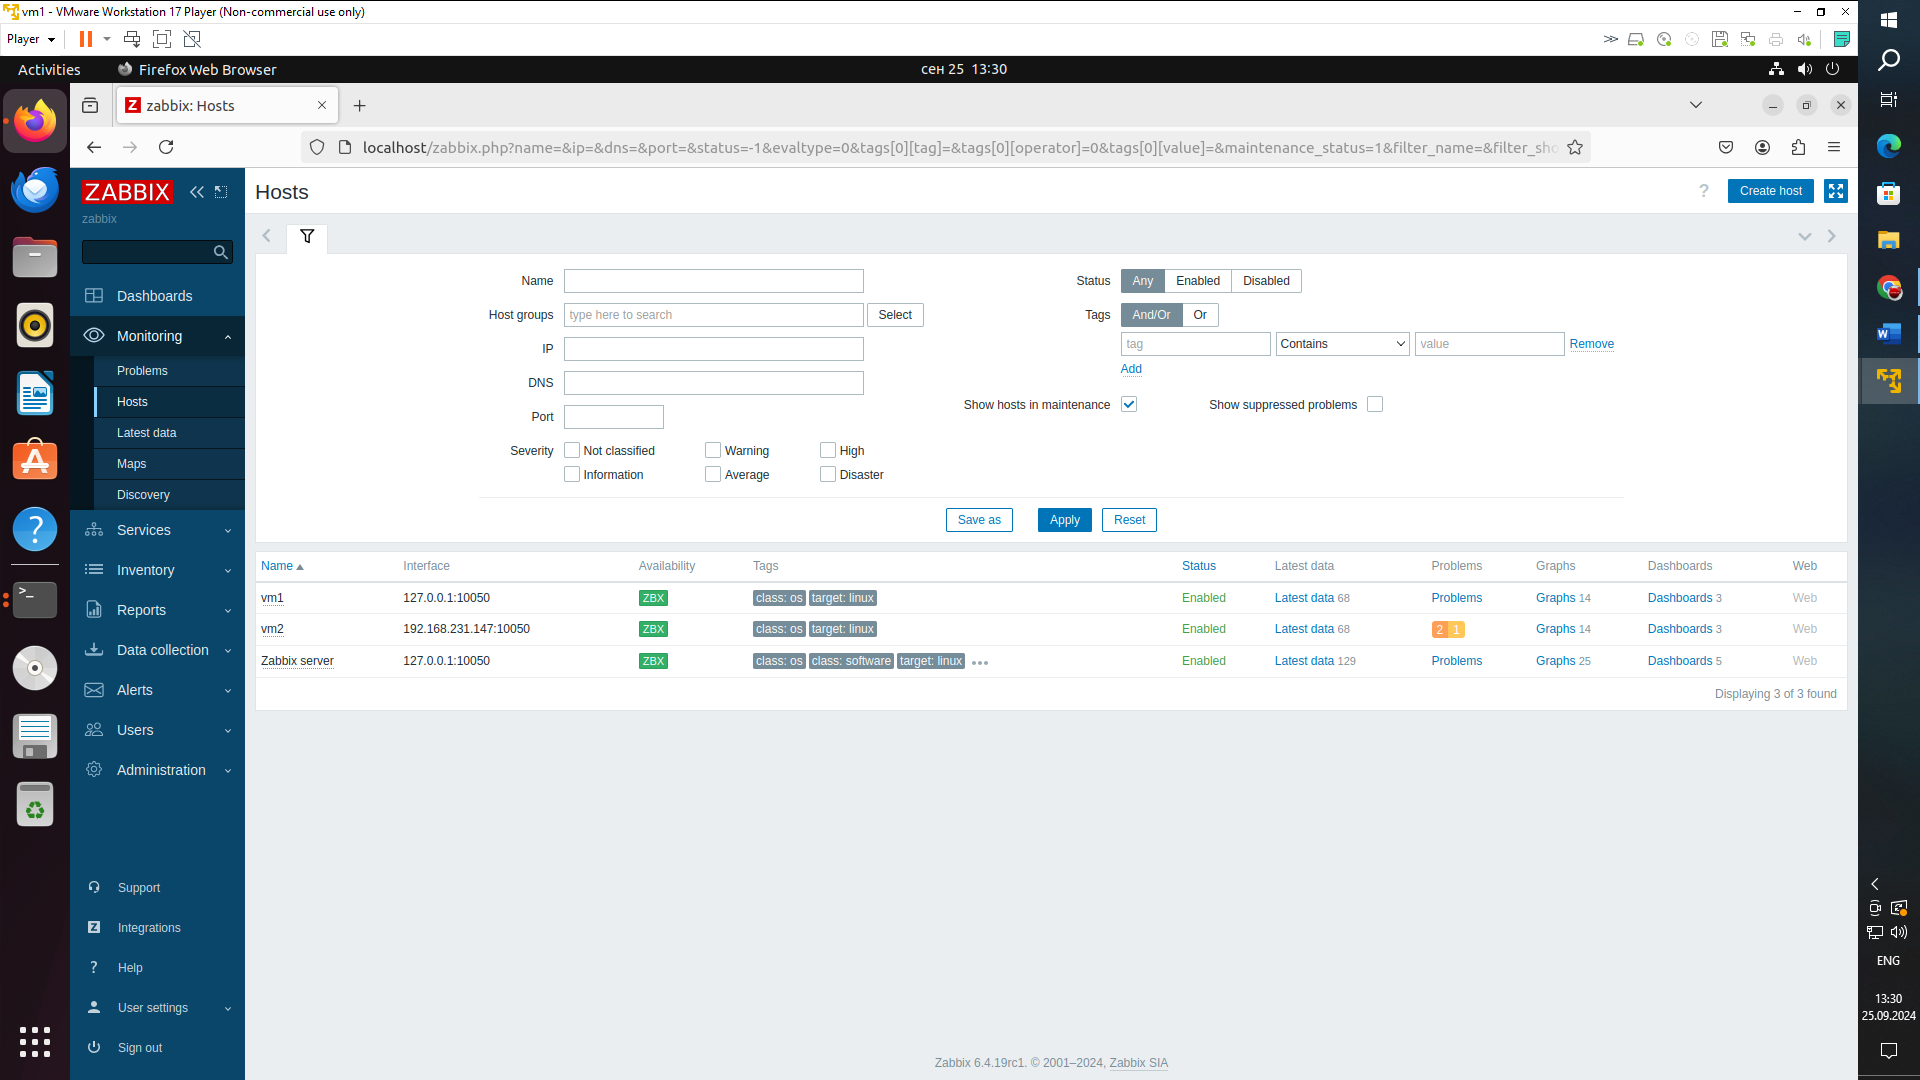 vm1 - VMware Workstation 17 Player (Non-commercial use only)
Player
Activities
Firefox Web Browser
сен 25 13:30
zabbix: Hosts
localhost/zabbix.php?name=&ip=&dns=&port=&status=-1&evaltype=0&tags[0][tag]=&tags[0][operator]=0&tags[0][value]=&maintenance_status=1&filter_name=&filter_sho
ZABBIX
zabbix
Dashboards
Monitoring
Problems
Hosts
Latest data
Maps
Discovery
Services
Inventory
Reports
Data collection
Alerts
Users
Administration
Support
Integrations
Help
User settings
Sign out
Hosts
? Create host
Name
Host groups type here to search Select
IP
DNS
Port
Severity Not classified Warning High
Information Average Disaster
Status Any Enabled Disabled
Tags And/Or Or
tag Contains value Remove
Add
Show hosts in maintenance Show suppressed problems
Save as Apply Reset
Name Interface Availability Tags Status Latest data Problems Graphs Dashboards Web
vm1 127.0.0.1:10050 ZBX class: os target: linux Enabled Latest data 68 Problems Graphs 14 Dashboards 3 Web
vm2 192.168.231.147:10050 ZBX class: os target: linux Enabled Latest data 68 2 1 Graphs 14 Dashboards 3 Web
Zabbix server 127.0.0.1:10050 ZBX class: os class: software target: linux Enabled Latest data 129 Problems Graphs 25 Dashboards 5 Web
Displaying 3 of 3 found
Zabbix 6.4.19rc1. © 2001–2024, Zabbix SIA
ENG
13:30
25.09.2024